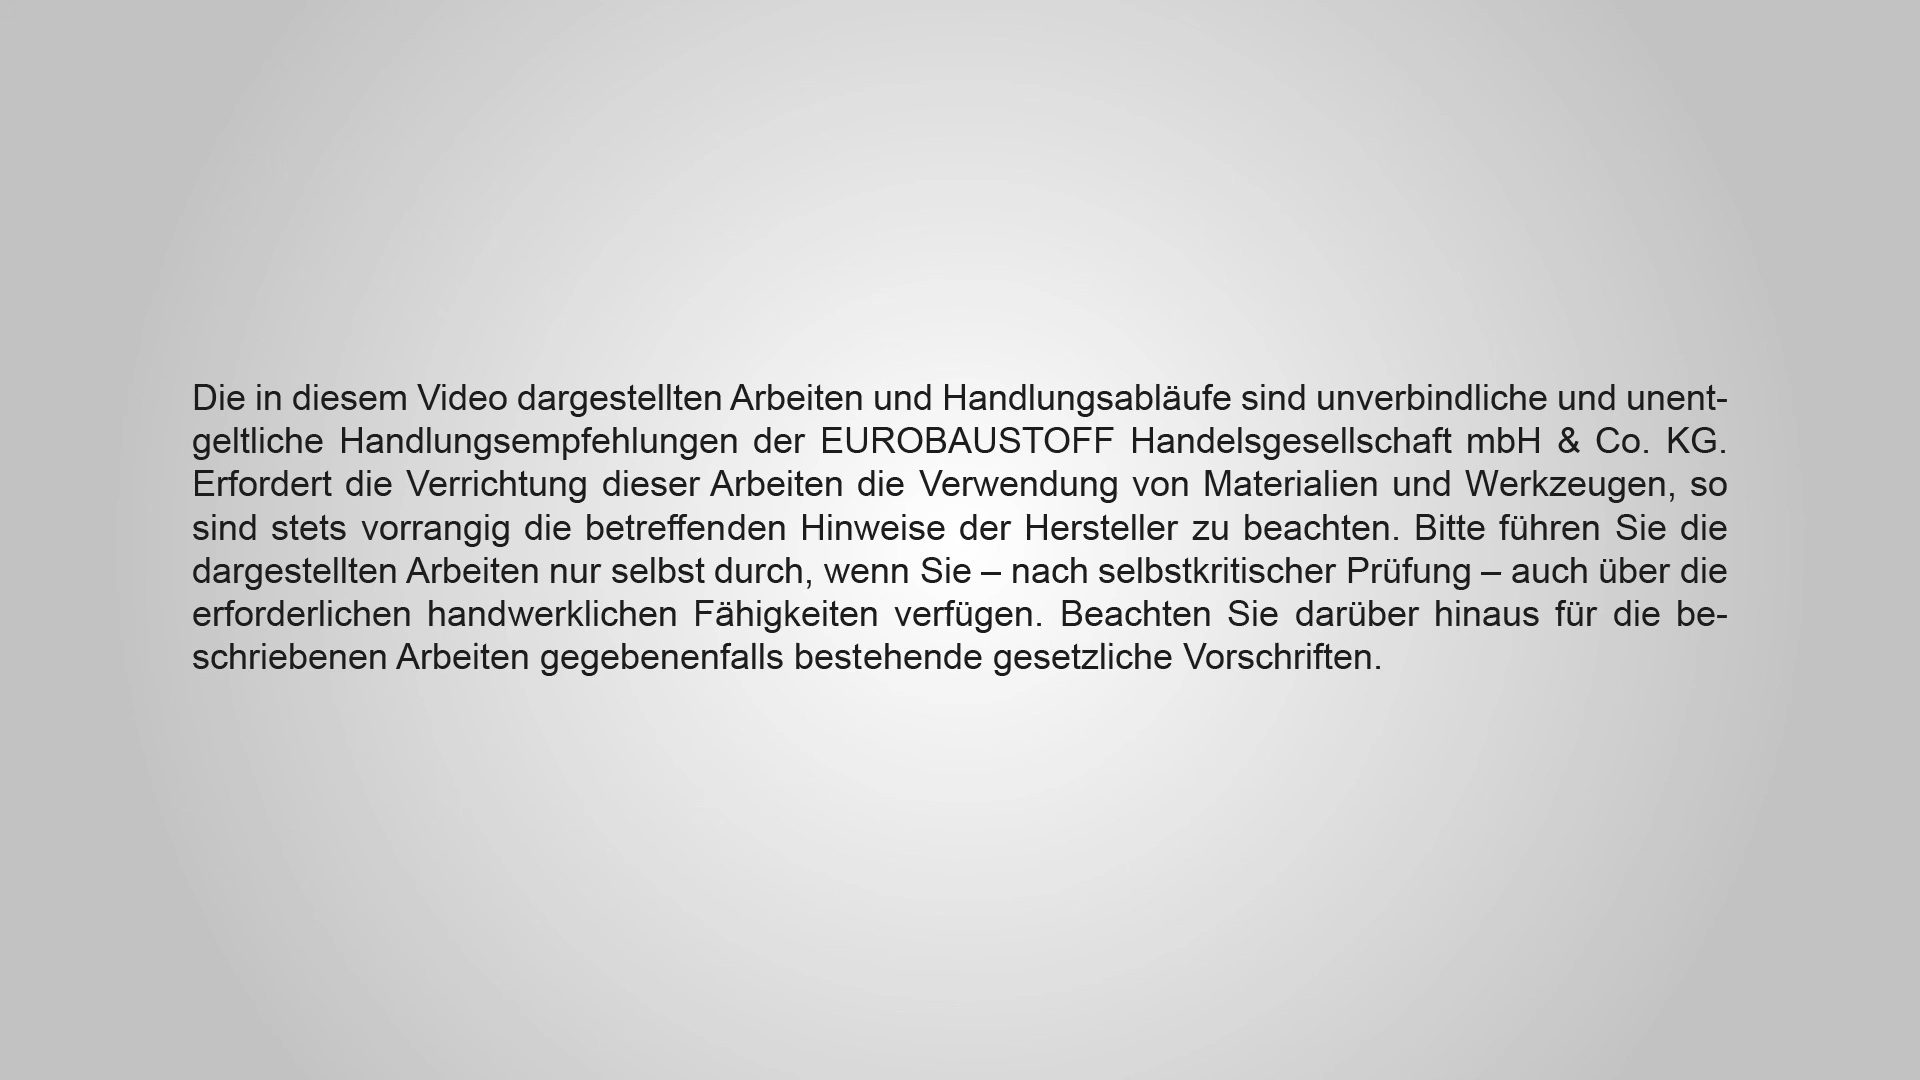 Die in diesem Video dargestellten Arbeiten und Handlungsabläufe sind unverbindliche und unent-
geltliche Handlungsempfehlungen der EUROBAUSTOFF Handelsgesellschaft mbH & Co. KG.
Erfordert die Verrichtung dieser Arbeiten die Verwendung von Materialien und Werkzeugen, so
sind stets vorrangig die betreffenden Hinweise der Hersteller zu beachten. Bitte führen Sie die
dargestellten Arbeiten nur selbst durch, wenn Sie – nach selbstkritischer Prüfung – auch über die
erforderlichen handwerklichen Fähigkeiten verfügen. Beachten Sie darüber hinaus für die be-
schriebenen Arbeiten gegebenenfalls bestehende gesetzliche Vorschriften.